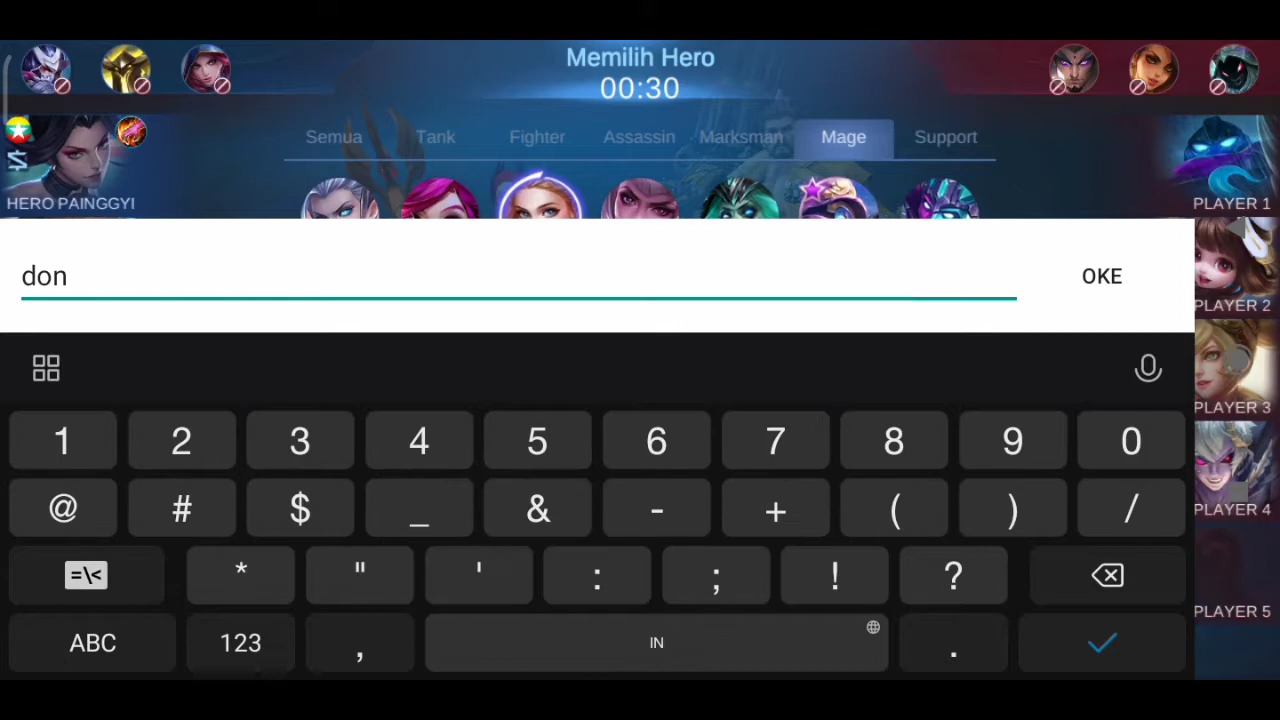 Memilih Hero
00:30
Semua Tank Fighter Assassin Marksman Mage Support
HERO PAINGGYI
PLAYER 1
don
OKE
PLAYER 2
PLAYER 3
PLAYER 4
PLAYER 5
1 2 3 4 5 6 7 8 9 0
@ # $ _ & - + ( ) /
=\< * " ' : ; ! ?
ABC 123 , IN .